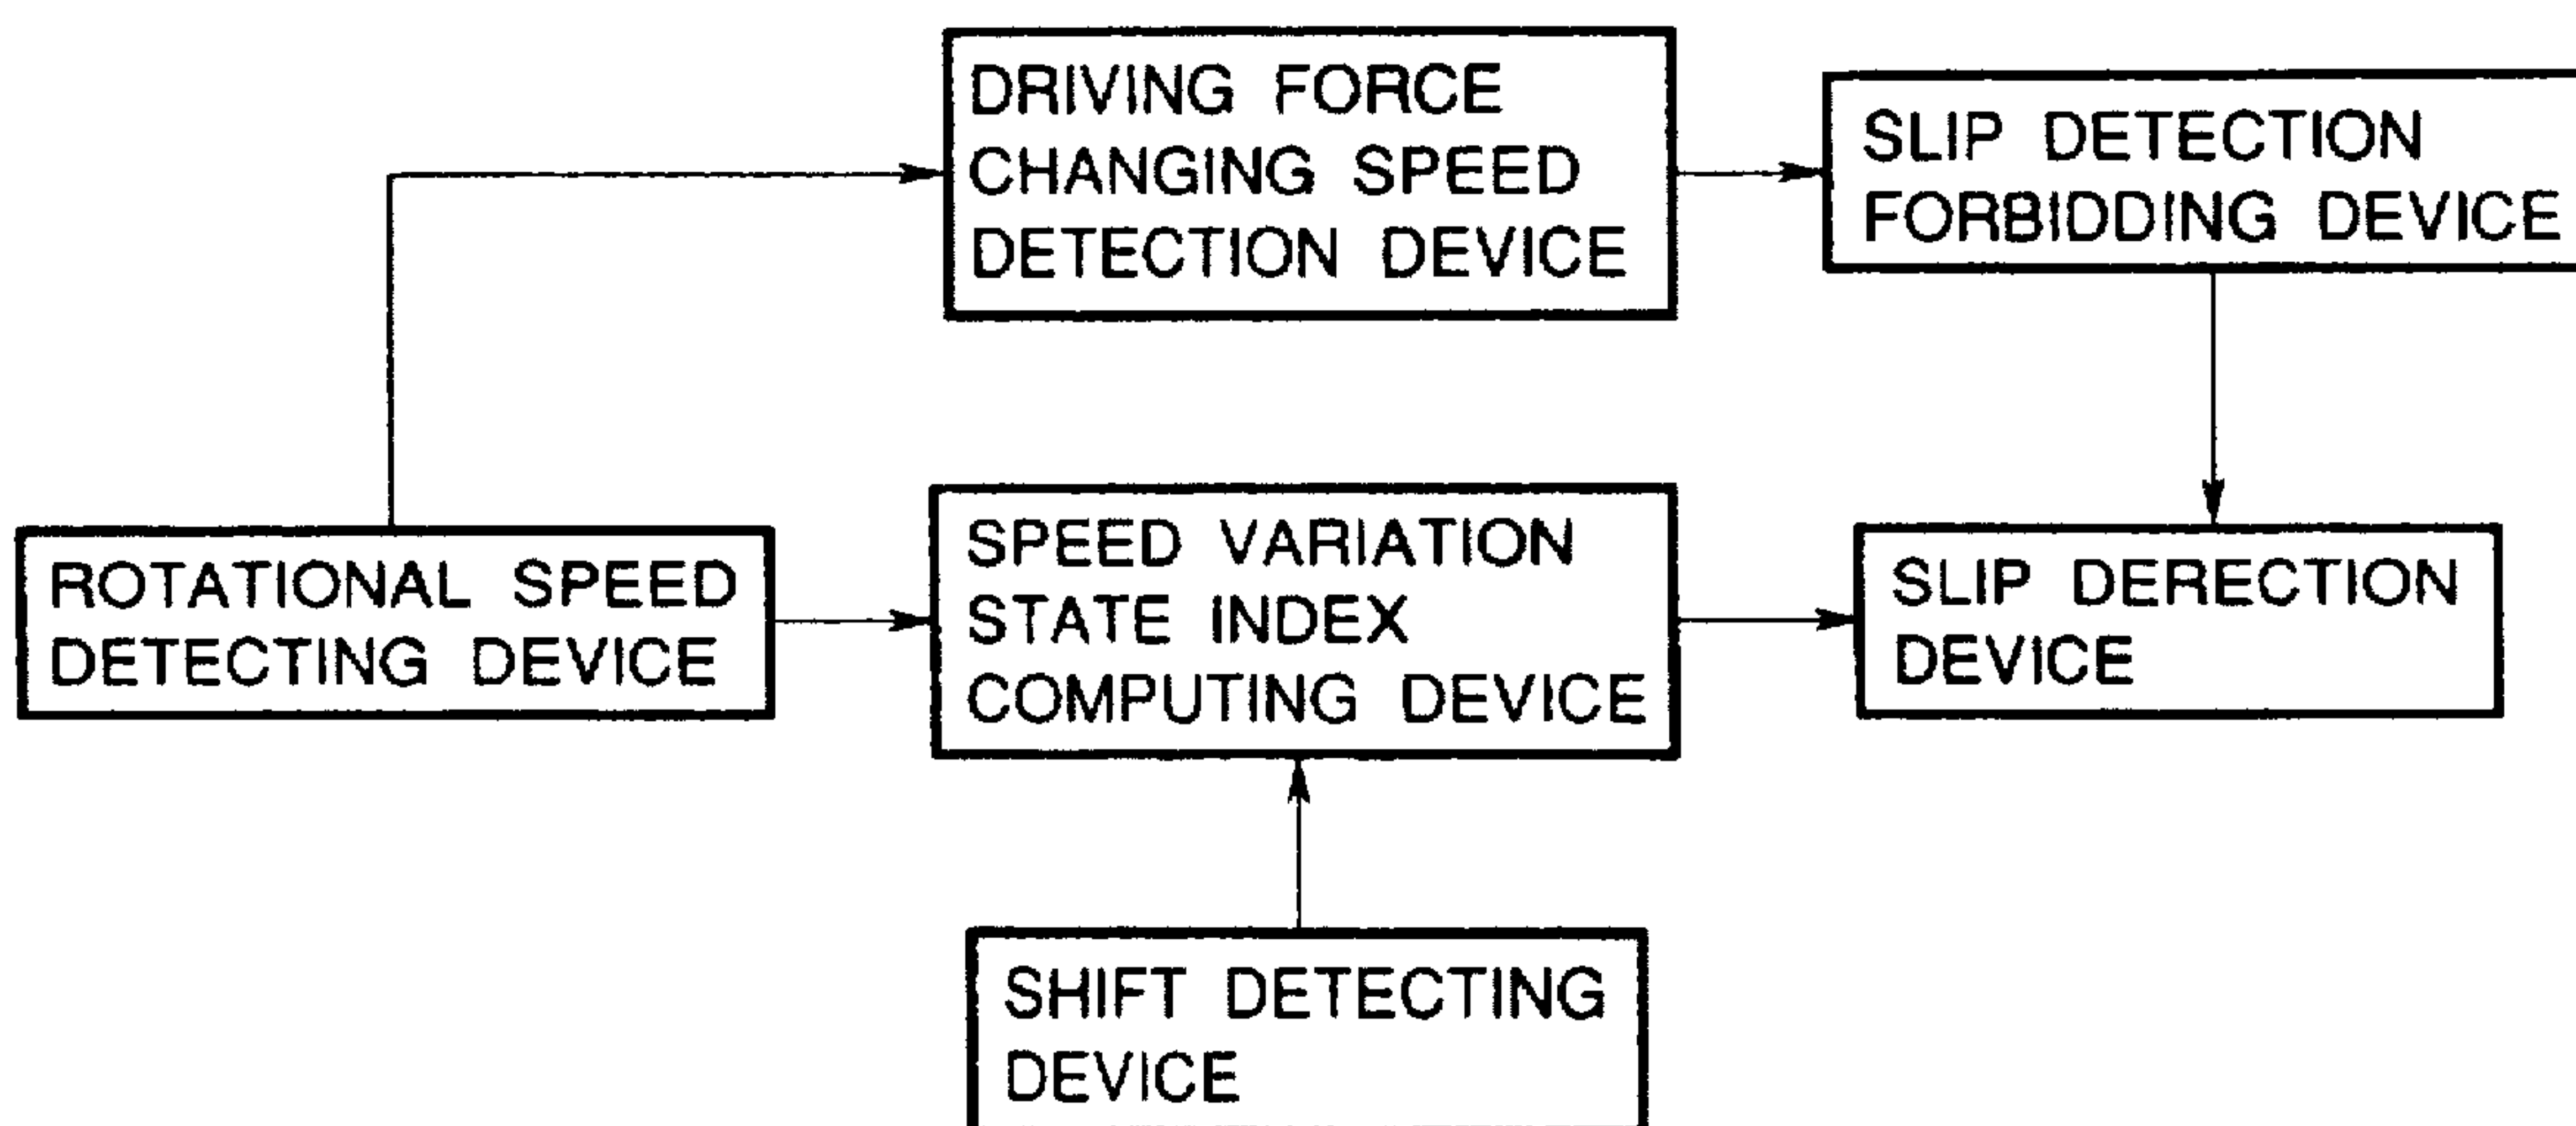 DRIVING FORCE
CHANGING SPEED
DETECTION DEVICE
SLIP DETECTION
FORBIDDING DEVICE
ROTATIONAL SPEED
DETECTING DEVICE
SPEED VARIATION
STATE INDEX
COMPUTING DEVICE
SLIP DERECTION
DEVICE
SHIFT DETECTING
DEVICE